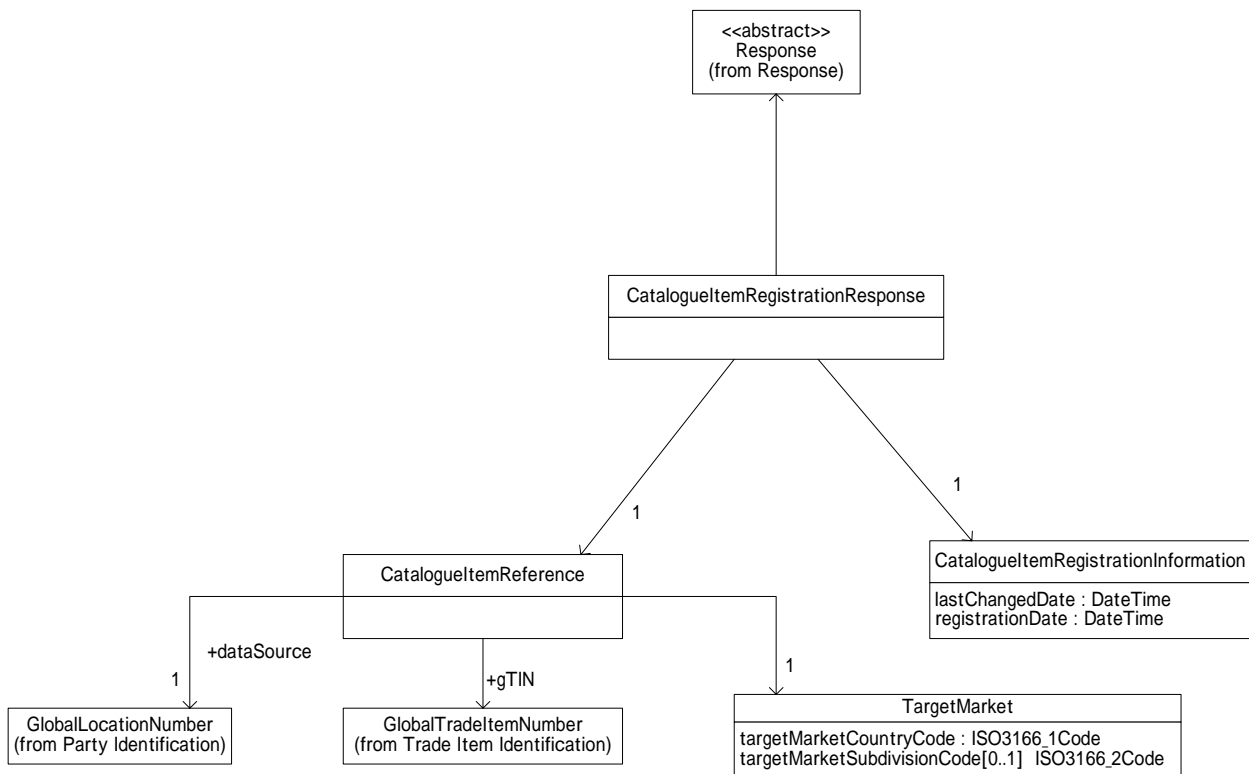 <<abstract>>
Response
(from Response)
CatalogueItemRegistrationResponse
1
1
CatalogueItemReference
CatalogueItemRegistrationInformation
lastChangedDate : DateTime
registrationDate : DateTime
+dataSource
1
+gTIN
1
GlobalLocationNumber
(from Party Identification)
GlobalTradeItemNumber
(from Trade Item Identification)
TargetMarket
targetMarketCountryCode : ISO3166_1Code
targetMarketSubdivisionCode[0..1] ISO3166_2Code